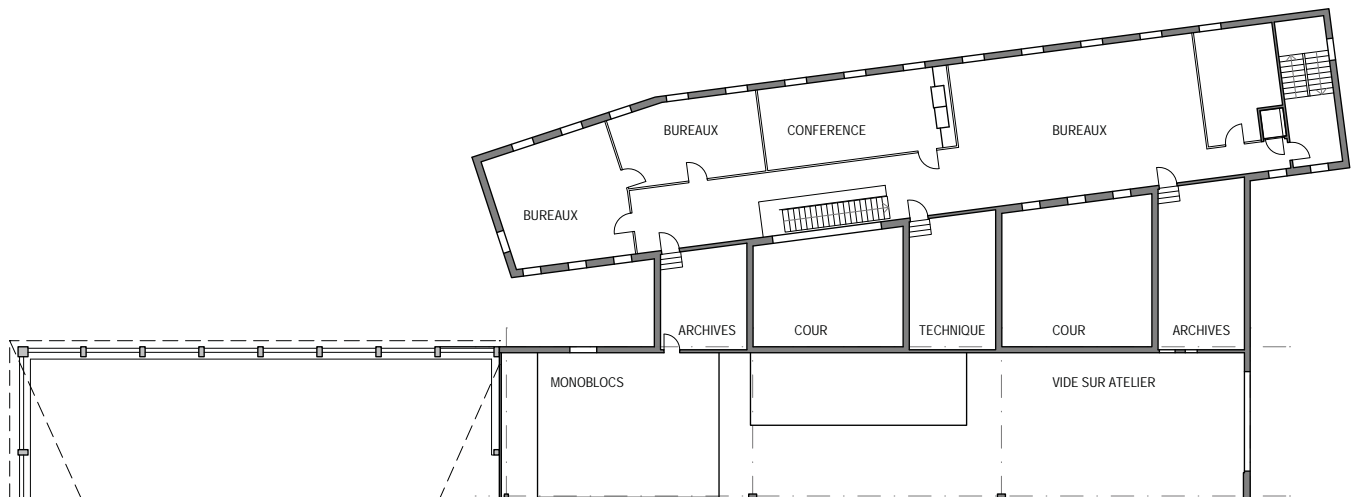 BUREAUX
CONFERENCE
BUREAUX
BUREAUX
ARCHIVES
COUR
TECHNIQUE
COUR
ARCHIVES
MONOBLOCS
VIDE SUR ATELIER